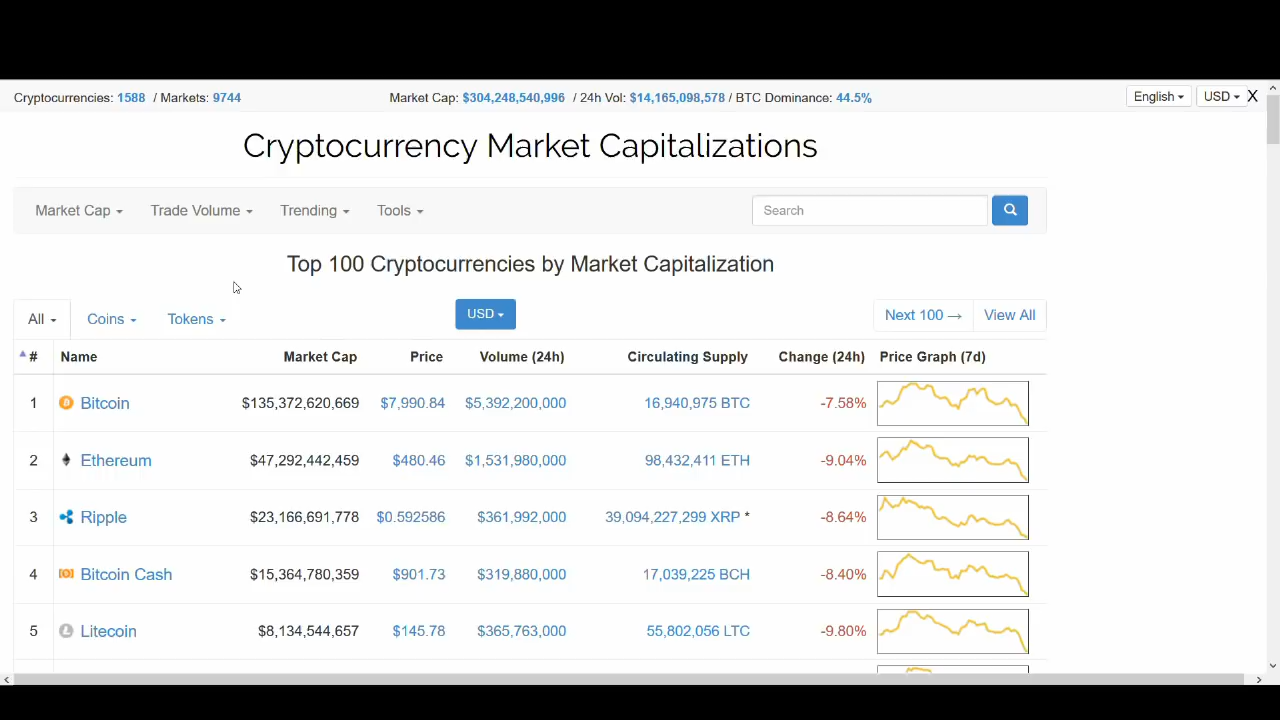 Cryptocurrencies: 1588 / Markets: 9744 Market Cap: $304,248,540,996 / 24h Vol: $14,165,098,578 / BTC Dominance: 44.5% English USD X
Cryptocurrency Market Capitalizations
Market Cap Trade Volume Trending Tools Search
Top 100 Cryptocurrencies by Market Capitalization
All Coins Tokens USD Next 100 → View All
# Name Market Cap Price Volume (24h) Circulating Supply Change (24h) Price Graph (7d)
1 Bitcoin $135,372,620,669 $7,990.84 $5,392,200,000 16,940,975 BTC -7.58%
2 Ethereum $47,292,442,459 $480.46 $1,531,980,000 98,432,411 ETH -9.04%
3 Ripple $23,166,691,778 $0.592586 $361,992,000 39,094,227,299 XRP * -8.64%
4 Bitcoin Cash $15,364,780,359 $901.73 $319,880,000 17,039,225 BCH -8.40%
5 Litecoin $8,134,544,657 $145.78 $365,763,000 55,802,056 LTC -9.80%